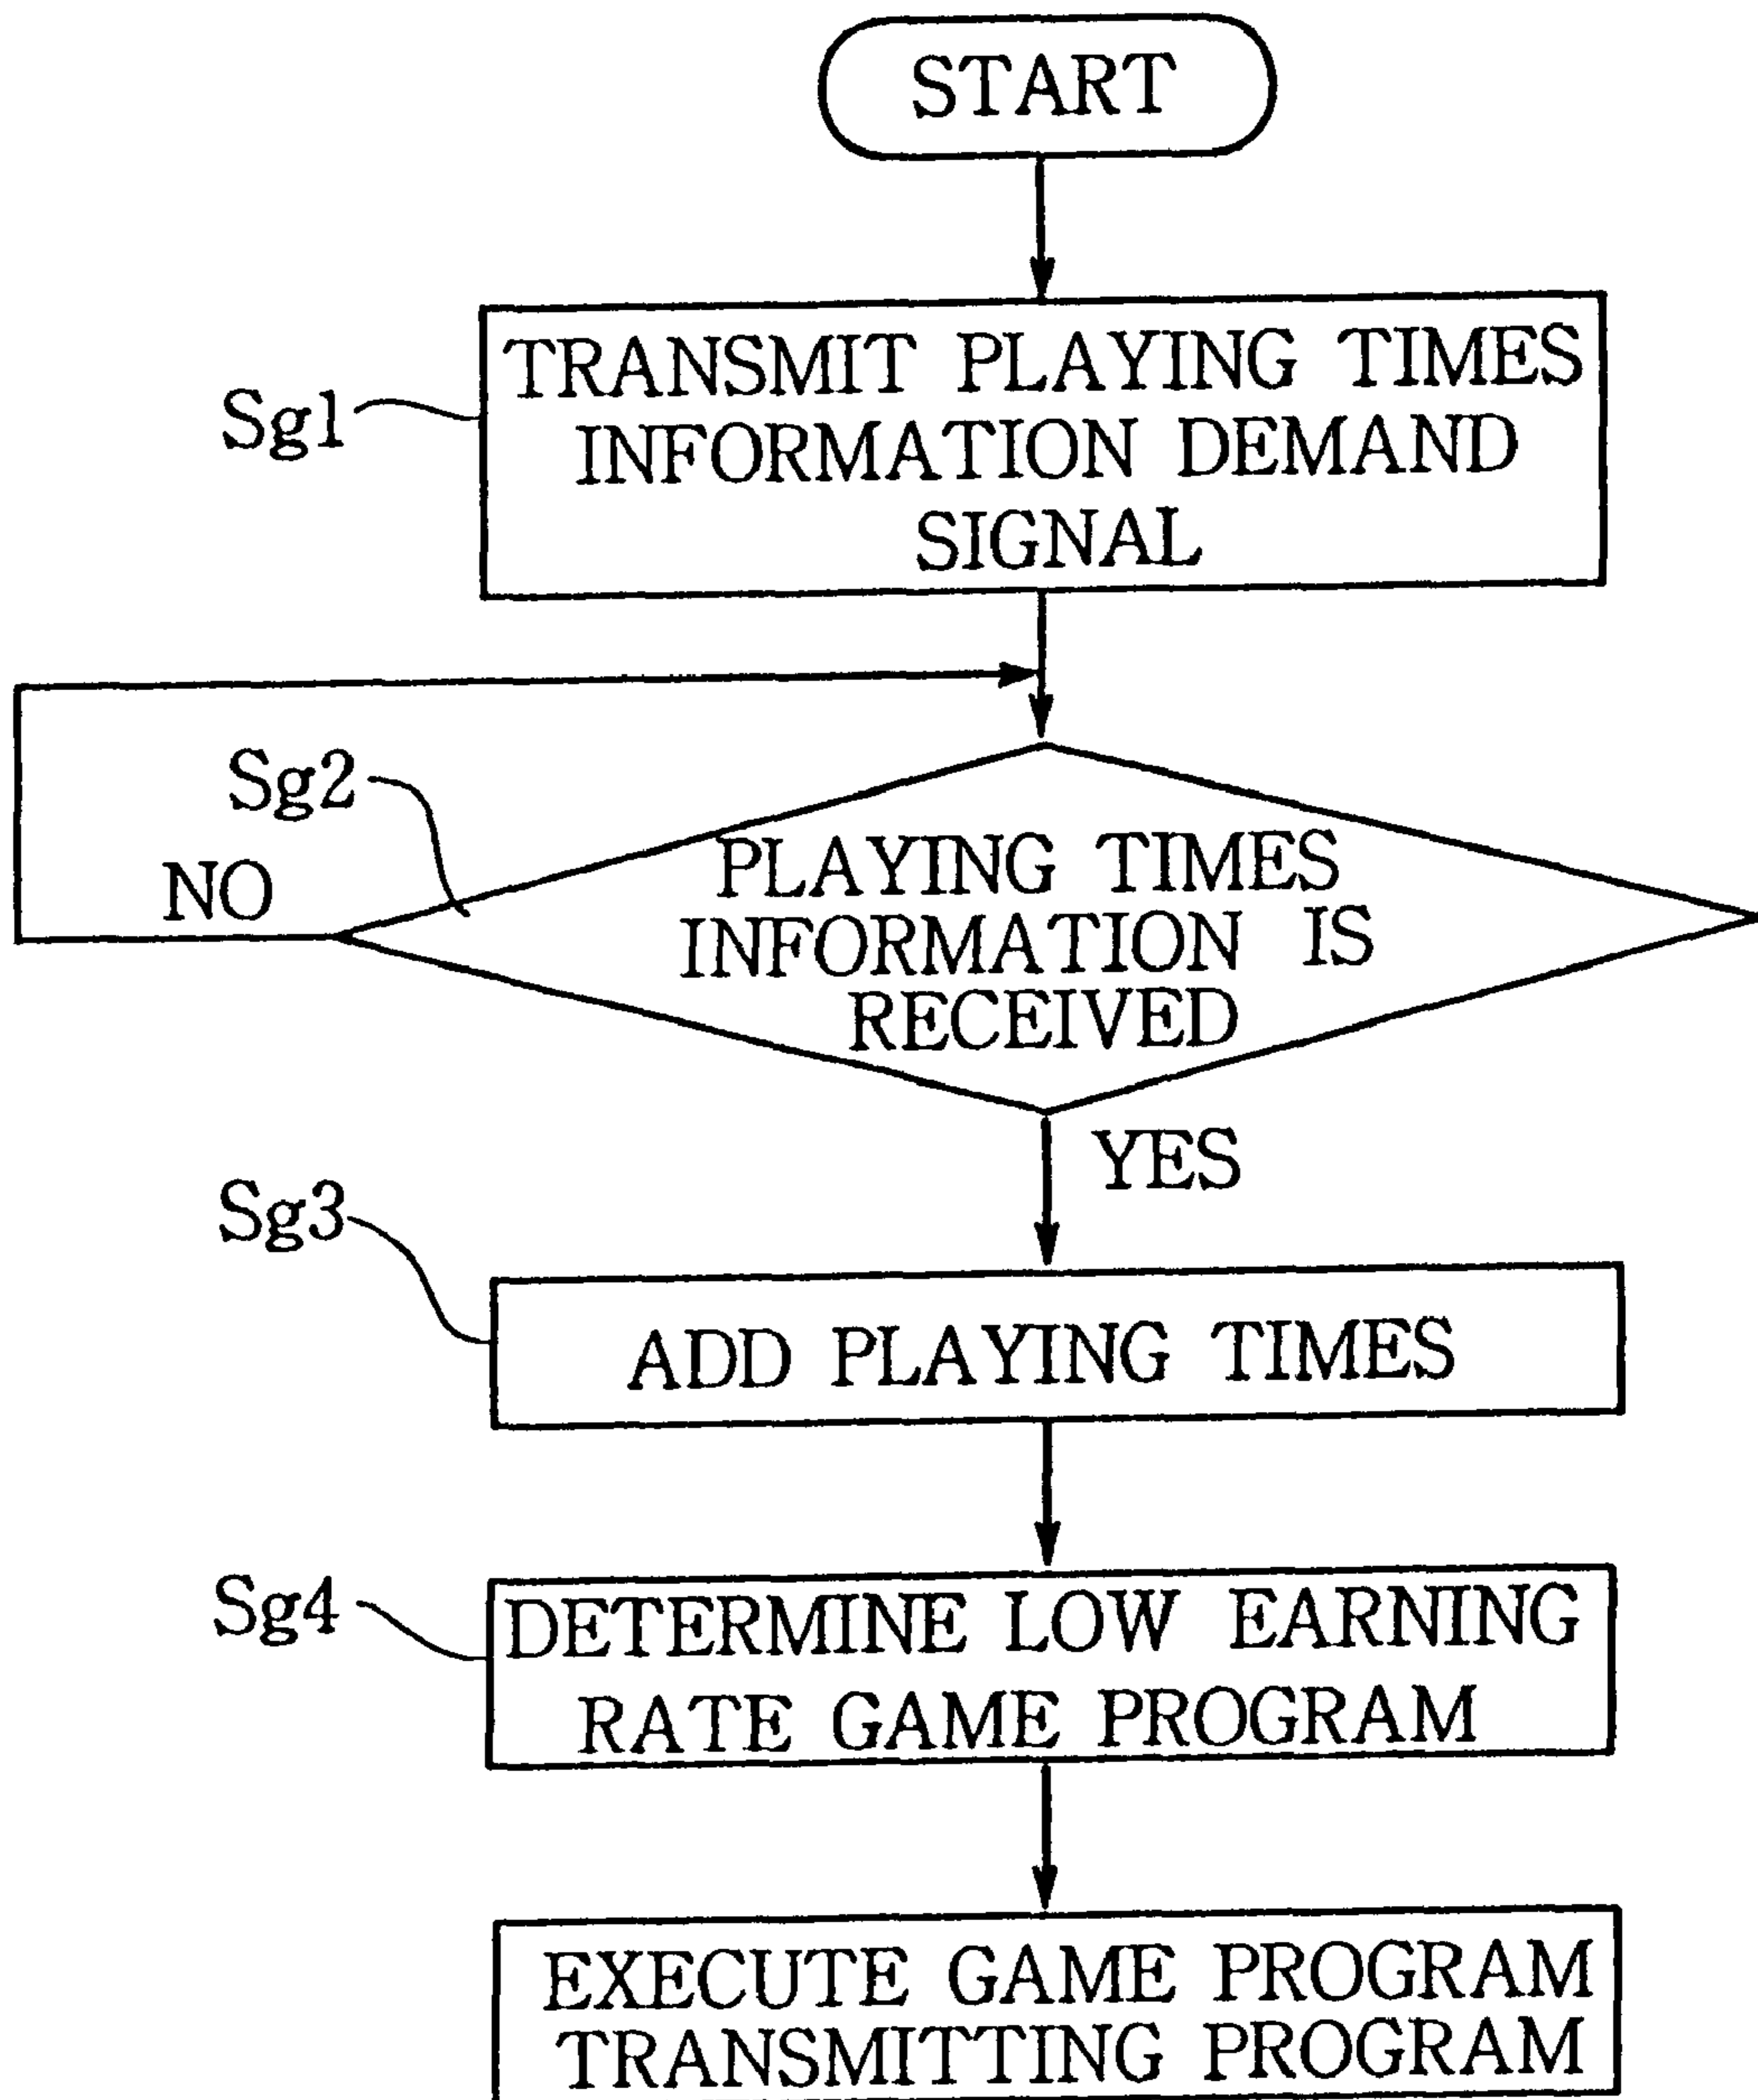 START
Sg1
TRANSMIT PLAYING TIMES
INFORMATION DEMAND
SIGNAL
Sg2
NO
PLAYING TIMES
INFORMATION IS
RECEIVED
YES
Sg3
ADD PLAYING TIMES
Sg4
DETERMINE LOW EARNING
RATE GAME PROGRAM
EXECUTE GAME PROGRAM
TRANSMITTING PROGRAM